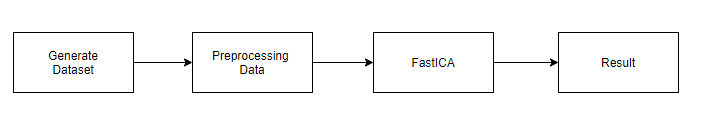 Generate
Dataset
Preprocessing
Data
FastICA
Result